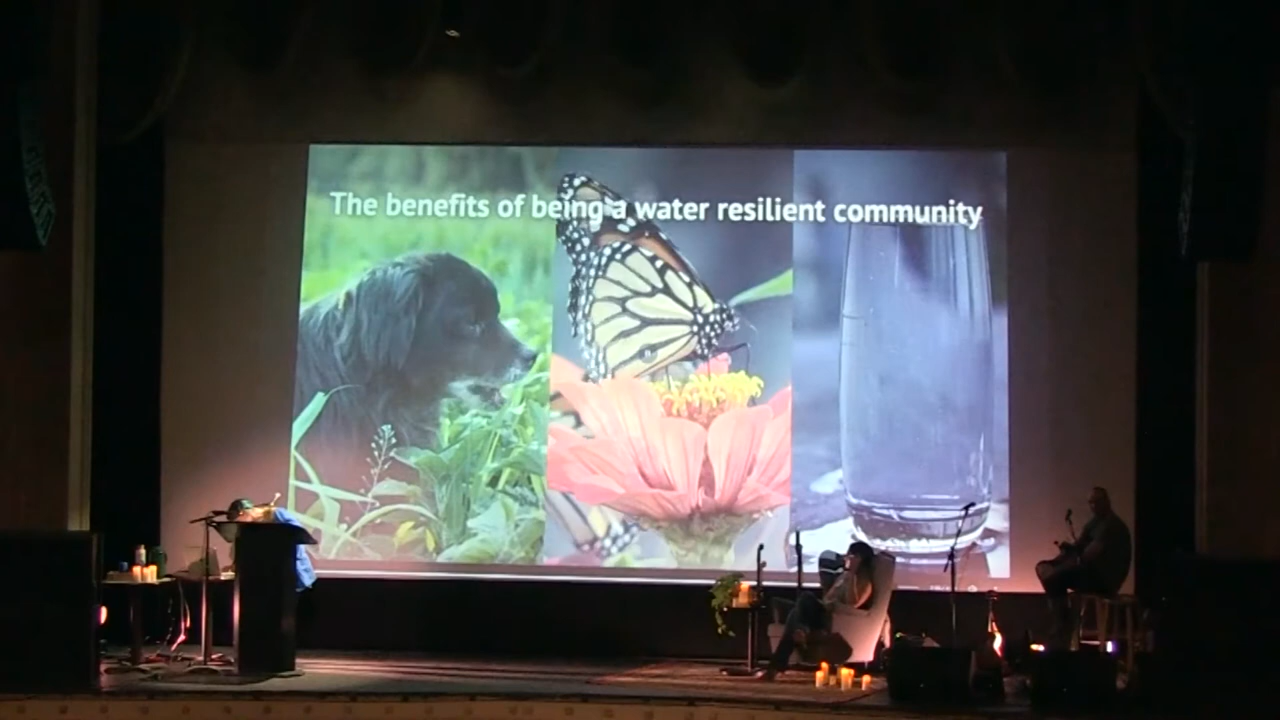 The benefits of being a water resilient community